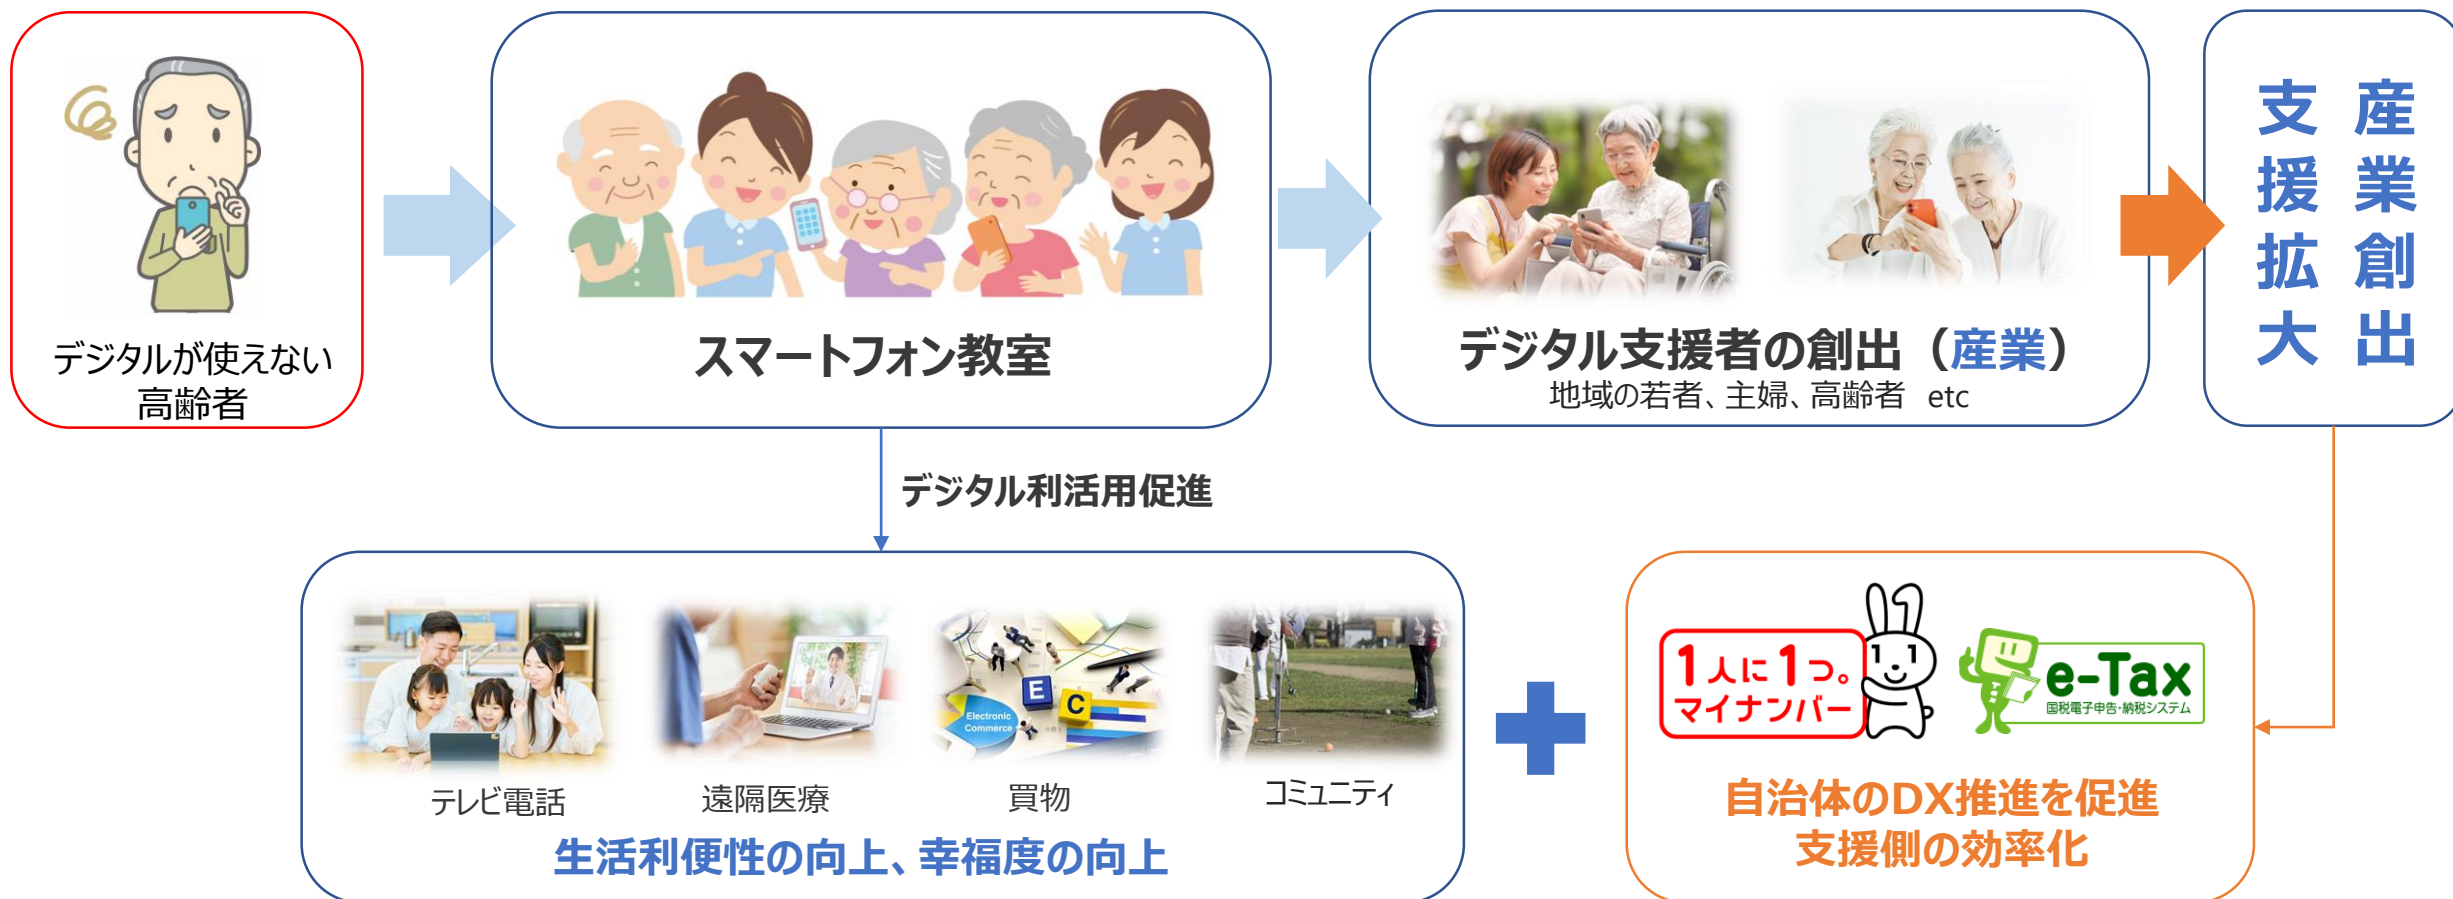 デジタルが使えない
高齢者
スマートフォン教室
デジタル支援者の創出（産業）
地域の若者、主婦、高齢者 etc
産業創出
支援拡大
デジタル利活用促進
E
C
Electronic
Commerce
テレビ電話
遠隔医療
買物
コミュニティ
生活利便性の向上、幸福度の向上
1人に1つ。
マイナンバー
e-Tax
国税電子申告・納税システム
自治体のDX推進を促進
支援側の効率化